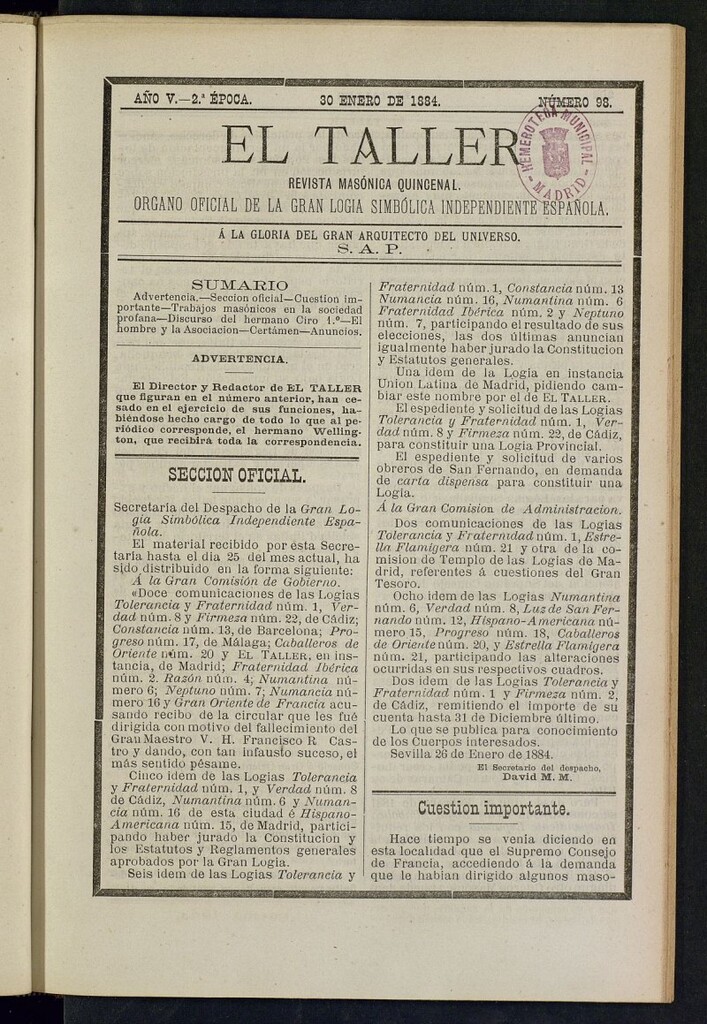 AÑO V.—2.ª ÉPOCA. 30 ENERO DE 1884. NÚMERO 98.
EL TALLER
HEMEROTECA MUNICIPAL
MADRID
REVISTA MASÓNICA QUINCENAL.
ORGANO OFICIAL DE LA GRAN LOGIA SIMBÓLICA INDEPENDIENTE ESPAÑOLA.
Á LA GLORIA DEL GRAN ARQUITECTO DEL UNIVERSO.
S. A. P.
SUMARIO
Advertencia.—Seccion oficial—Cuestion im-
portante—Trabajos masónicos en la sociedad
profana—Discurso del hermano Ciro 1.º—El
hombre y la Asociacion—Certámen—Anuncios.
ADVERTENCIA.
El Director y Redactor de EL TALLER
que figuran en el número anterior, han ce-
sado en el ejercicio de sus funciones, ha-
biéndose hecho cargo de todo lo que al pe-
riódico corresponde, el hermano Welling-
ton, que recibirá toda la correspondencia.
SECCION OFICIAL.
Secretaría del Despacho de la Gran Lo-
gia Simbólica Independiente Espa-
ñola.
El material recibido por ésta Secre-
taría hasta el dia 25 del mes actual, ha
sido distribuido en la forma siguiente:
Á la Gran Comisión de Gobierno.
«Doce comunicaciones de las Logias
Tolerancia y Fraternidad núm. 1, Ver-
dad núm. 8 y Firmeza núm. 22, de Cádiz;
Constancia núm. 13, de Barcelona; Pro-
greso núm. 17, de Málaga; Caballeros de
Oriente núm. 20 y EL TALLER, en ins-
tancia, de Madrid; Fraternidad Ibérica
núm. 2. Razón núm. 4; Numantina nú-
mero 6; Neptuno núm. 7; Numancia nú-
mero 16 y Gran Oriente de Francia acu-
sando recibo de la circular que les fué
dirigida con motivo del fallecimiento del
Gran Maestro V. H. Francisco R. Cas-
tro y dando, con tan infausto suceso, el
más sentido pésame.
Cinco idem de las Logias Tolerancia
y Fraternidad núm. 1, y Verdad núm. 8
de Cádiz, Numantina núm. 6 y Numan-
cia núm. 16 de esta ciudad é Hispano-
Americana núm. 15, de Madrid, partici-
pando haber jurado la Constitucion y
los Estatutos y Reglamentos generales
aprobados por la Gran Logia.
Seis idem de las Logias Tolerancia y
Fraternidad núm. 1, Constancia núm. 13
Numancia núm. 16, Numantina núm. 6
Fraternidad Ibérica núm. 2 y Neptuno
núm. 7, participando el resultado de sus
elecciones, las dos últimas anuncian
igualmente haber jurado la Constitucion
y Estatutos generales.
Una idem de la Logia en instancia
Union Latina de Madrid, pidiendo cam-
biar este nombre por el de EL TALLER.
El espediente y solicitud de las Logias
Tolerancia y Fraternidad núm. 1, Ver-
dad núm. 8 y Firmeza núm. 22, de Cádiz,
para constituir una Logia Provincial.
El espediente y solicitud de varios
obreros de San Fernando, en demanda
de carta dispensa para constituir una
Logia.
Á la Gran Comision de Administracion.
Dos comunicaciones de las Logias
Tolerancia y Fraternidad núm. 1, Estre-
lla Flamígera núm. 21 y otra de la co-
mision de Templo de las Logias de Ma-
drid, referentes á cuestiones del Gran
Tesoro.
Ocho idem de las Logias Numantina
núm. 6, Verdad núm. 8, Luz de San Fer-
nando núm. 12, Hispano-Americana nú-
mero 15, Progreso núm. 18, Caballeros
de Oriente núm. 20, y Estrella Flamígera
núm. 21, participando las alteraciones
ocurridas en sus respectivos cuadros.
Dos idem de las Logias Tolerancia y
Fraternidad núm. 1 y Firmeza núm. 2,
de Cádiz, remitiendo el importe de su
cuenta hasta 31 de Diciembre último.
Lo que se publica para conocimiento
de los Cuerpos interesados.
Sevilla 26 de Enero de 1884.
El Secretario del despacho,
David M. M.
Cuestion importante.
Hace tiempo se venia diciendo en
esta localidad que el Supremo Consejo
de Francia, accediendo á la demanda
que le habian dirigido algunos maso-